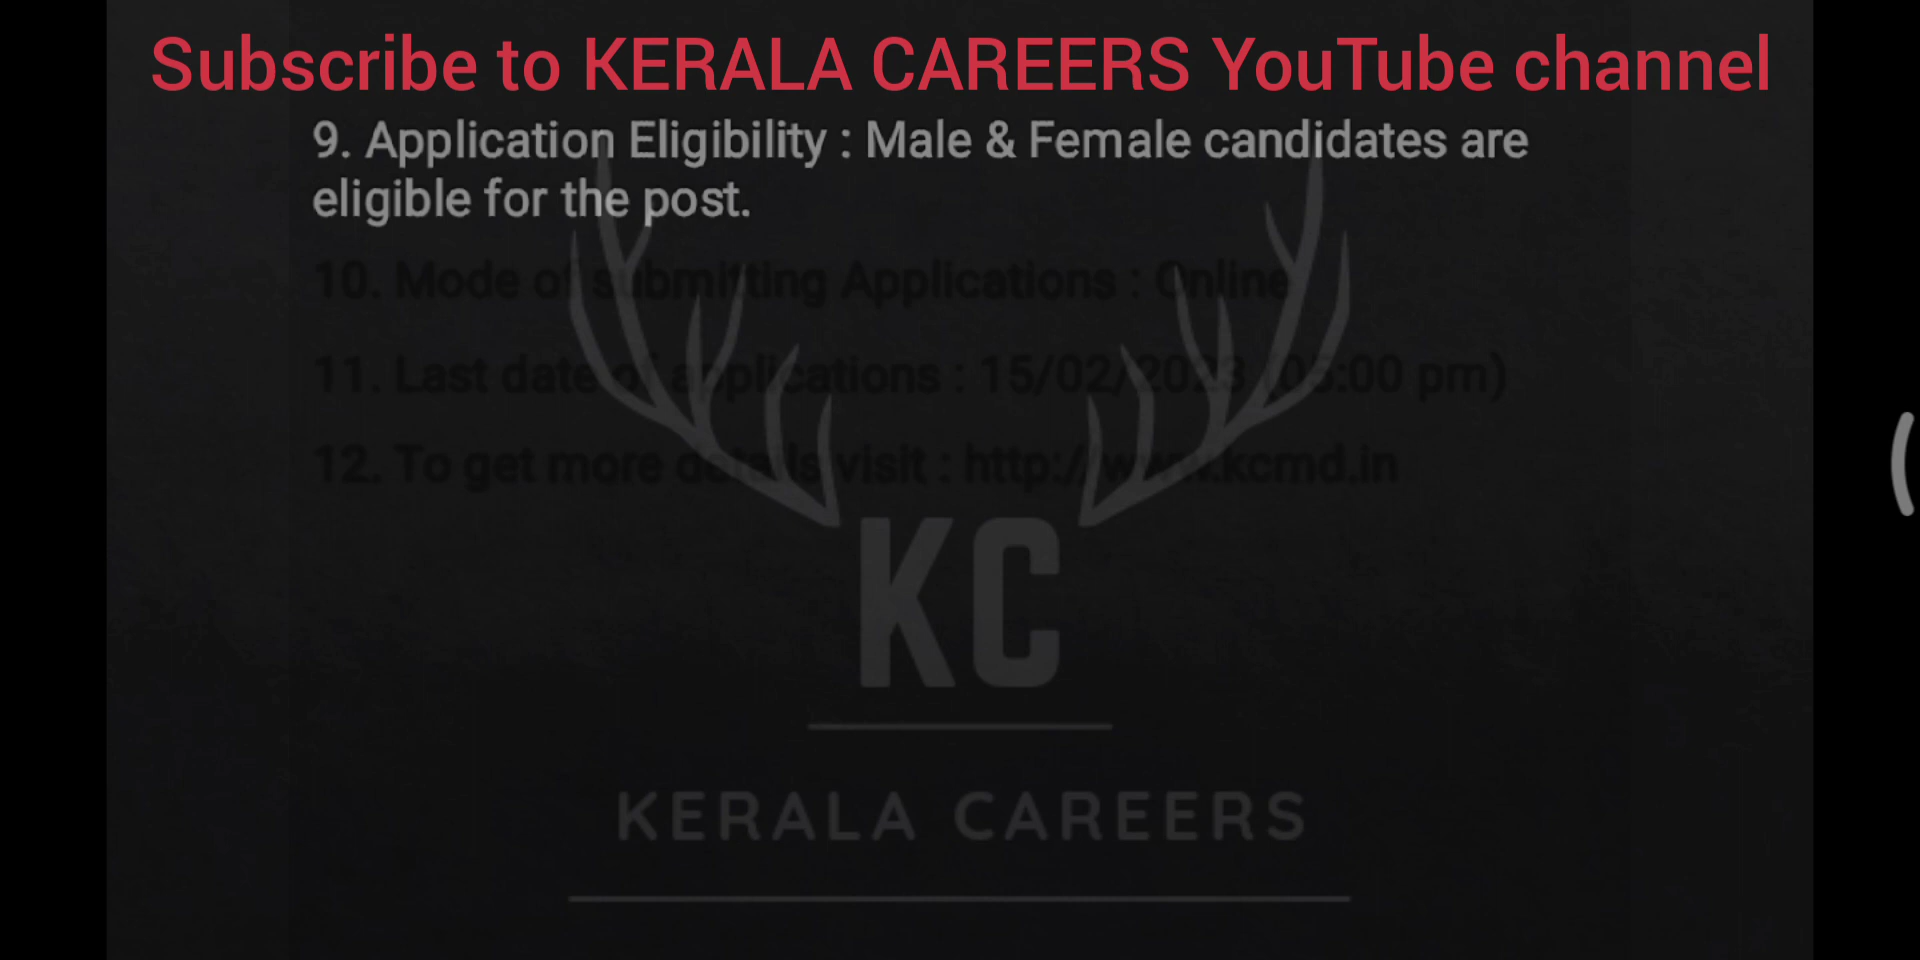 Subscribe to KERALA CAREERS YouTube channel
9. Application Eligibility : Male & Female candidates are
eligible for the post.
10. Mode of submitting Applications : Online
11. Last date of applications : 15/02/2023 (05:00 pm)
12. To get more details visit : http://www.kcmd.in
KC
KERALA CAREERS